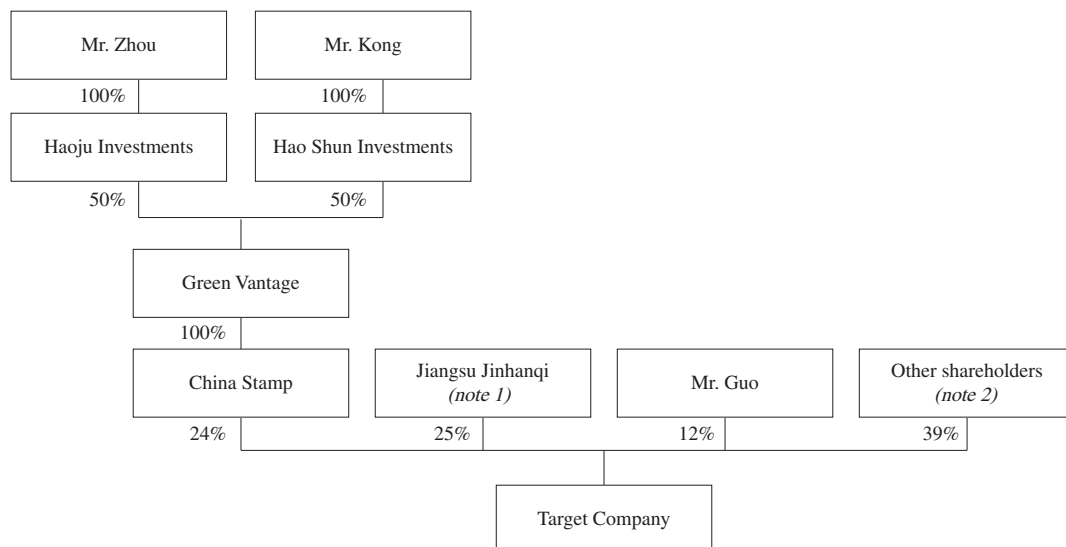 Mr. Zhou
Mr. Kong
100%
100%
Haoju Investments
Hao Shun Investments
50%
50%
Green Vantage
100%
China Stamp
Jiangsu Jinhanqi
(note 1)
Mr. Guo
Other shareholders
(note 2)
24%
25%
12%
39%
Target Company